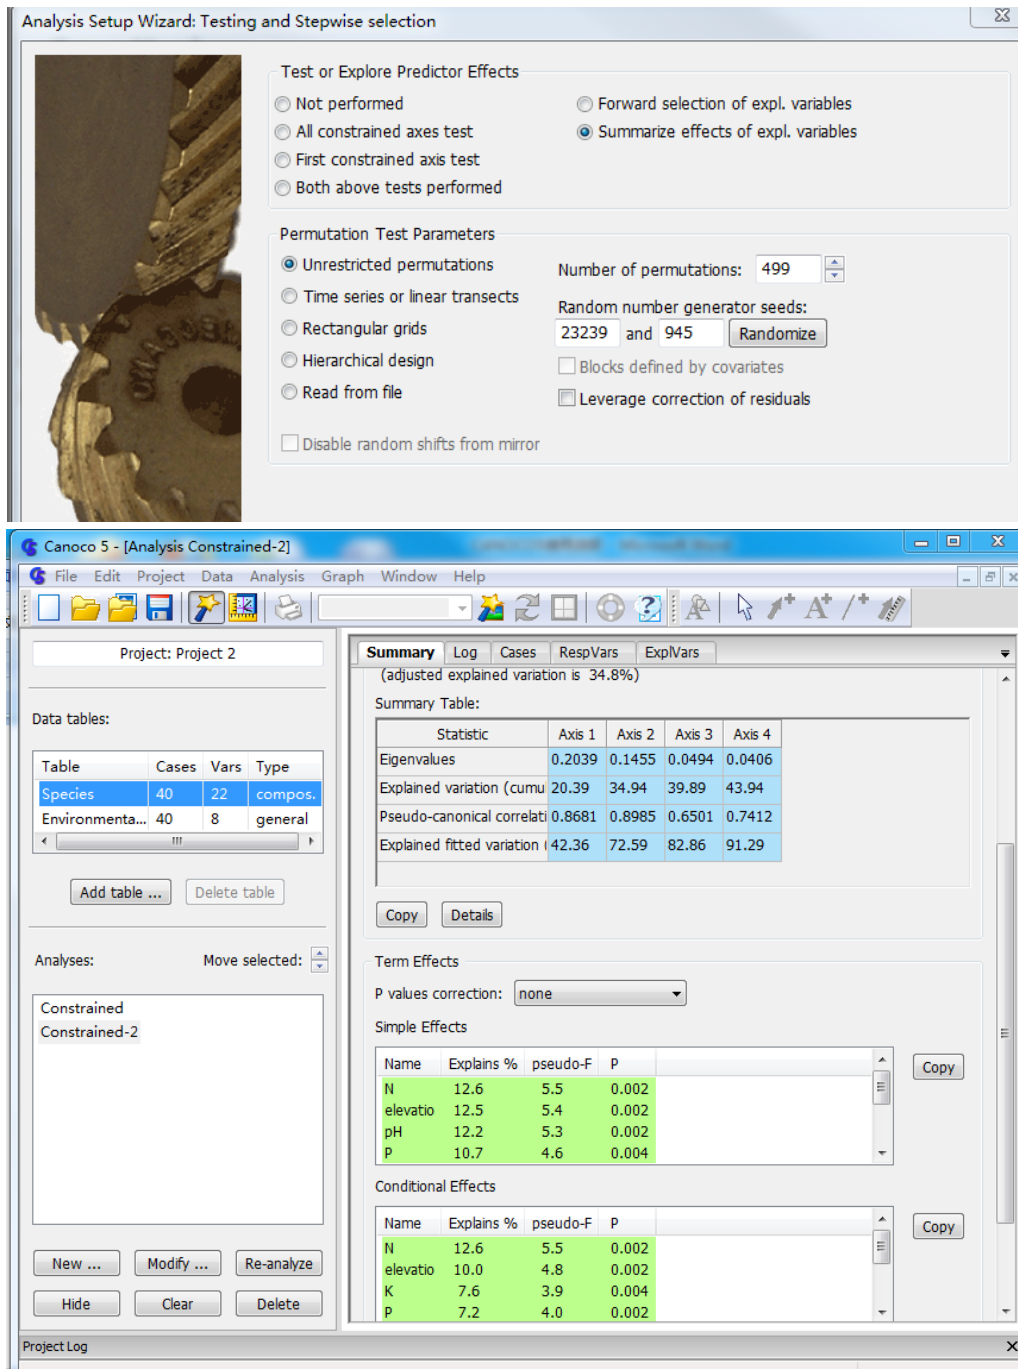 Analysis Setup Wizard: Testing and Stepwise selection
Test or Explore Predictor Effects
Not performed
Forward selection of expl. variables
All constrained axes test
Summarize effects of expl. variables
First constrained axis test
Both above tests performed
Permutation Test Parameters
Unrestricted permutations
Number of permutations: 499
Time series or linear transects
Random number generator seeds:
Rectangular grids
23239 and 945 Randomize
Hierarchical design
Blocks defined by covariates
Read from file
Leverage correction of residuals
Disable random shifts from mirror
Canoco 5 - [Analysis Constrained-2]
File Edit Project Data Analysis Graph Window Help
Project: Project 2
Data tables:
Table Cases Vars Type
Species 40 22 compos.
Environmenta... 40 8 general
Add table ... Delete table
Analyses: Move selected:
Constrained
Constrained-2
New ... Modify ... Re-analyze
Hide Clear Delete
Summary Log Cases RespVars ExplVars
(adjusted explained variation is 34.8%)
Summary Table:
Statistic Axis 1 Axis 2 Axis 3 Axis 4
Eigenvalues 0.2039 0.1455 0.0494 0.0406
Explained variation (cumu 20.39 34.94 39.89 43.94
Pseudo-canonical correlati 0.8681 0.8985 0.6501 0.7412
Explained fitted variation ( 42.36 72.59 82.86 91.29
Copy Details
Term Effects
P values correction: none
Simple Effects
Name Explains % pseudo-F P
N 12.6 5.5 0.002
elevatio 12.5 5.4 0.002
pH 12.2 5.3 0.002
P 10.7 4.6 0.004
Copy
Conditional Effects
Name Explains % pseudo-F P
N 12.6 5.5 0.002
elevatio 10.0 4.8 0.002
K 7.6 3.9 0.004
P 7.2 4.0 0.002
Copy
Project Log